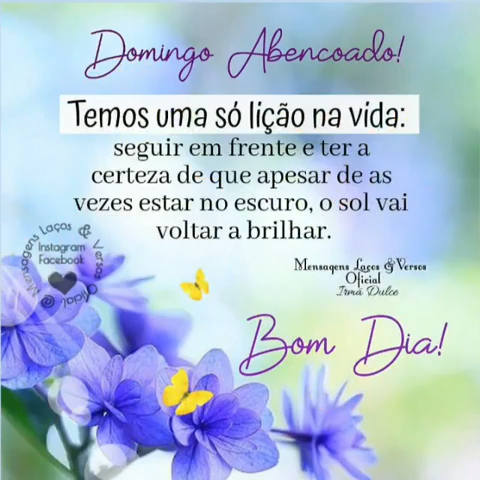 Domingo Abencoado!
Temos uma só lição na vida:
seguir em frente e ter a
certeza de que apesar de as
vezes estar no escuro, o sol vai
voltar a brilhar.
Mensagens Laços & Versos
Oficial
Irmã Dulce
Mensagens Laços & Versos Oficial @
Instagram
Facebook
Bom Dia!